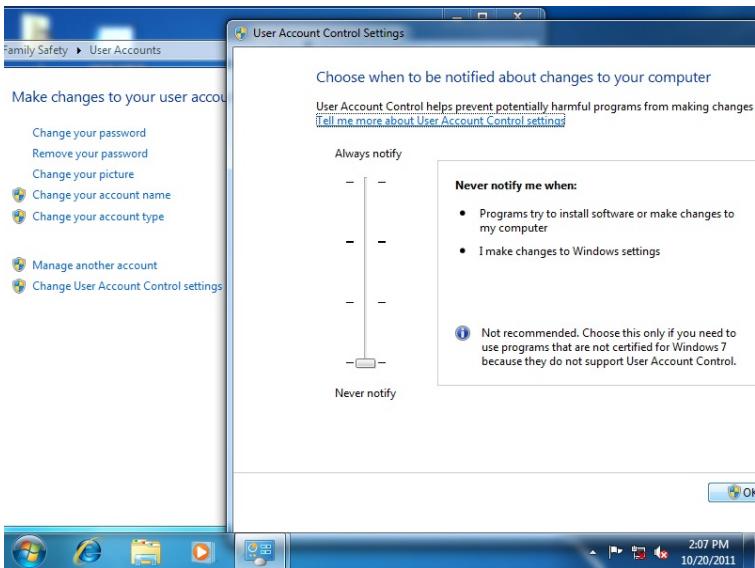 Family Safety ▸ User Accounts
Make changes to your user accou
Change your password
Remove your password
Change your picture
Change your account name
Change your account type
Manage another account
Change User Account Control settings
User Account Control Settings
Choose when to be notified about changes to your computer
User Account Control helps prevent potentially harmful programs from making changes
Tell me more about User Account Control settings
Always notify
Never notify me when:
• Programs try to install software or make changes to
my computer
• I make changes to Windows settings
Not recommended. Choose this only if you need to
use programs that are not certified for Windows 7
because they do not support User Account Control.
Never notify
OK
2:07 PM
10/20/2011